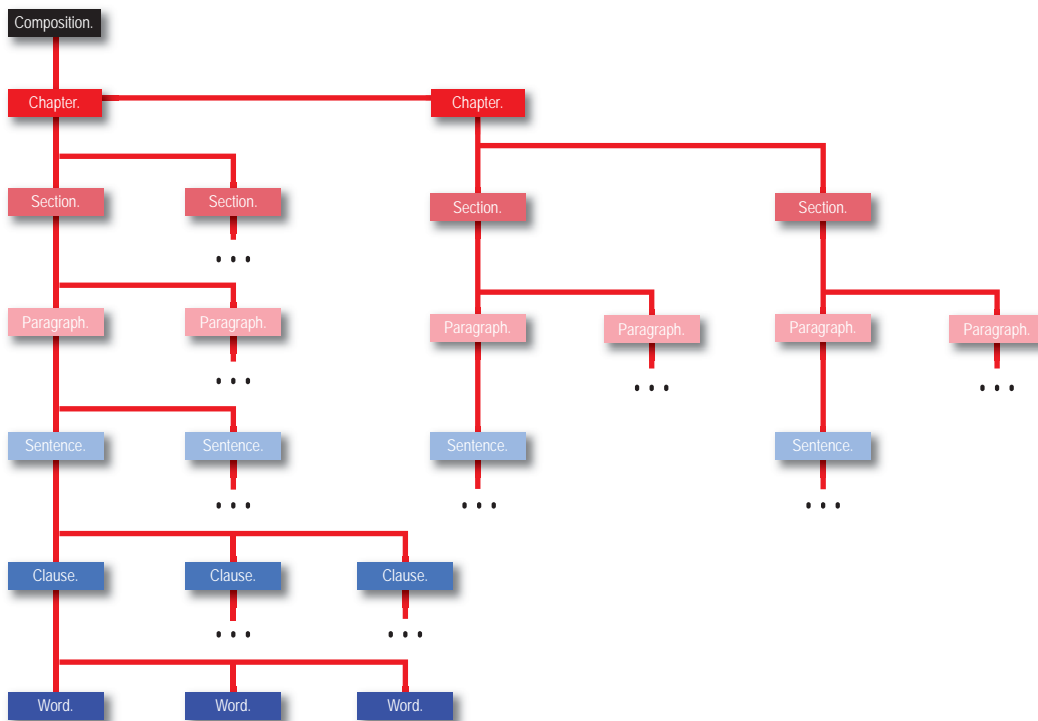 Composition.
Chapter. Chapter.
Section. Section. Section. Section.
...
Paragraph. Paragraph. Paragraph. Paragraph. Paragraph. Paragraph.
... ... ...
Sentence. Sentence. Sentence. Sentence.
... ... ...
Clause. Clause. Clause.
... ...
Word. Word. Word.